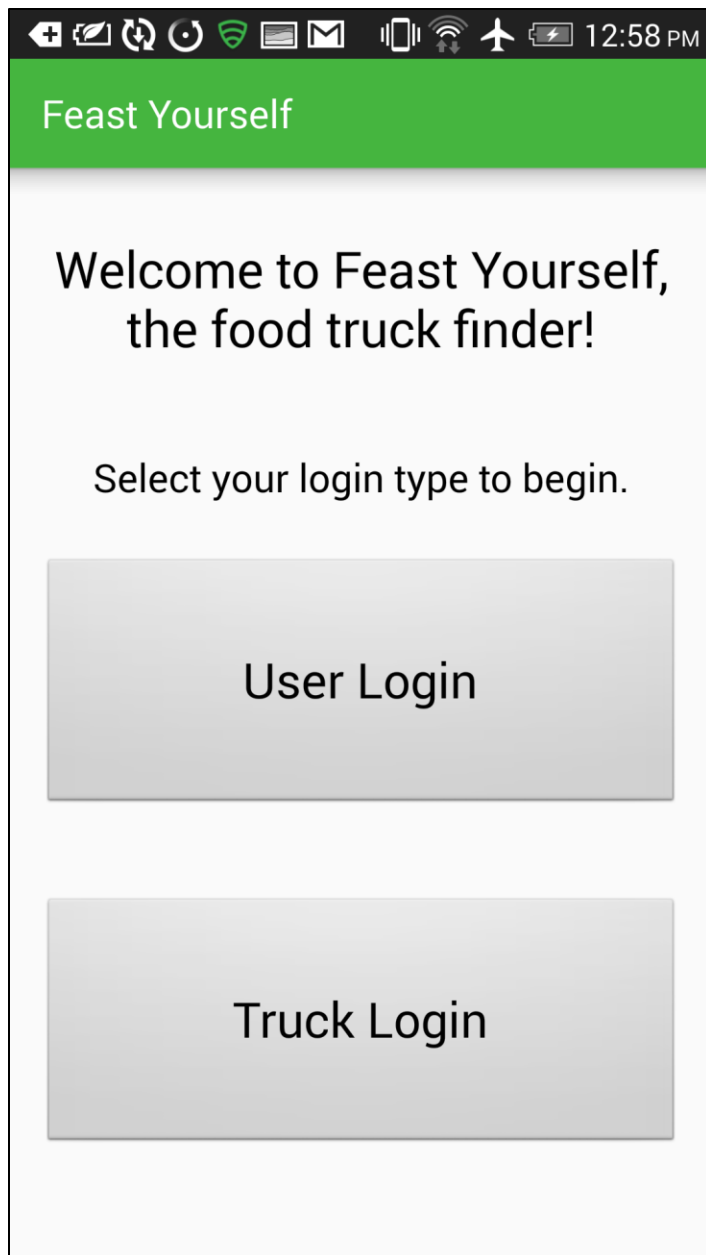 12:58 PM
Feast Yourself
Welcome to Feast Yourself,
the food truck finder!
Select your login type to begin.
User Login
Truck Login